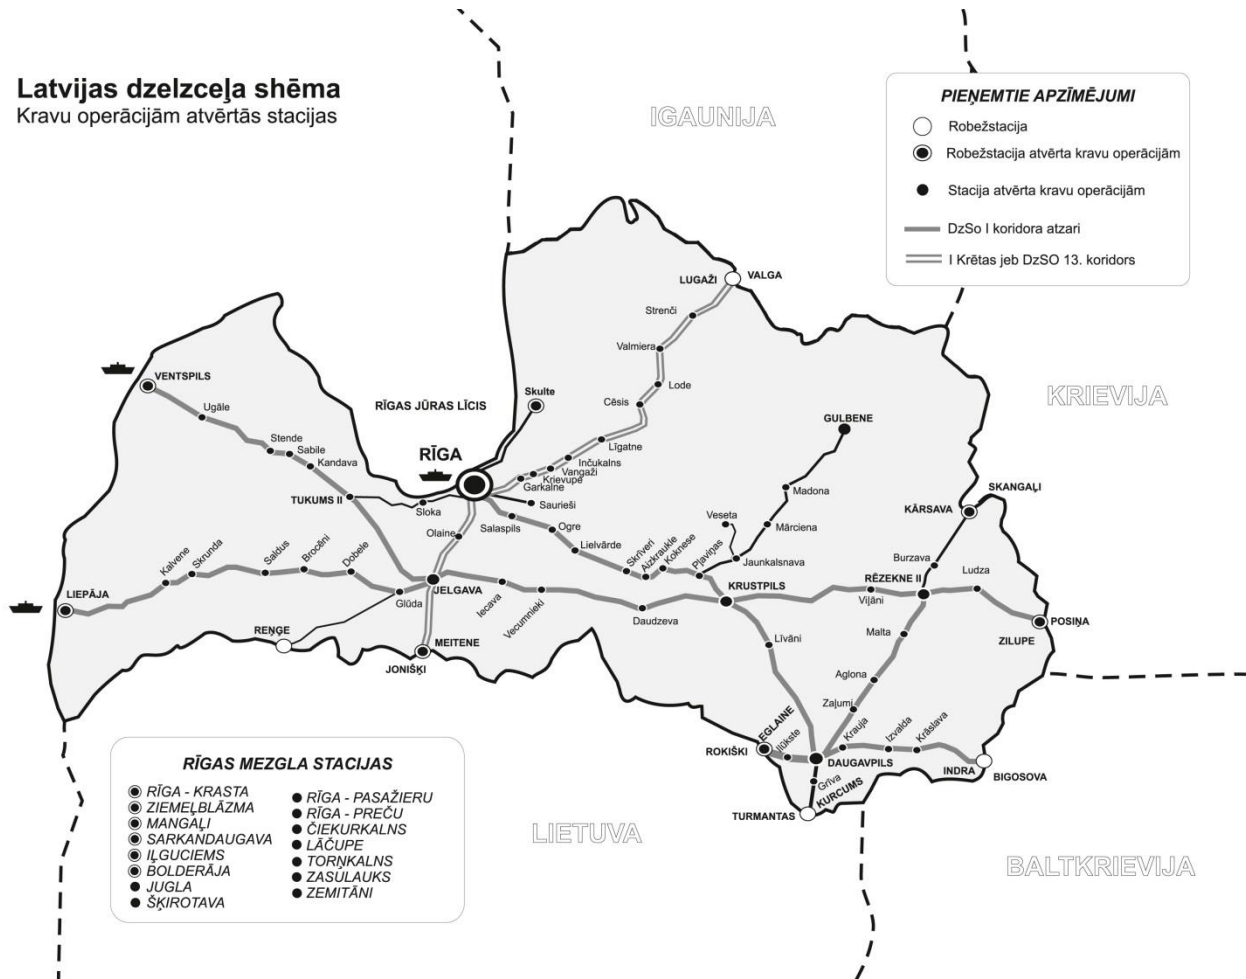 Latvijas dzelzceļa shēma
Kravu operācijām atvērtās stacijas
IGAUNIJA
PIEŅEMTIE APZĪMĒJUMI
Robežstacija
Robežstacija atvērta kravu operācijām
Stacija atvērta kravu operācijām
DzSo I koridora atzari
I Krētas jeb DzSO 13. koridors
LUGAŽI
VALGA
Strenči
Valmiera
Lode
Cēsis
Līgatne
Inčukalns
Vangaži
Krievupe
Garkalne
VENTSPILS
Ugāle
Stende
Sabile
Kandava
TUKUMS II
RĪGAS JŪRAS LĪCIS
Skulte
RĪGA
Sloka
Saurieši
Olaine
Salaspils
Ogre
Lielvārde
Skrīveri
Aizkraukle
Koknese
Pļaviņas
Veseta
Jaunkalsnava
Mārciena
Madona
GULBENE
KRIEVIJA
SKANGAĻI
KĀRSAVA
Burzava
RĒZEKNE II
Ludza
POSIŅA
ZILUPE
Viļāni
KRUSTPILS
Malta
Aglona
Zaļumi
Līvāni
Daudzeva
Vecumnieki
Iecava
JELGAVA
Glūda
Dobele
Brocēni
Saldus
Skrunda
Kalvene
LIEPĀJA
REŅĢE
MEITENE
JONIŠĶI
ROKIŠĶI
EGLAINE
Ilūkste
DAUGAVPILS
Krauja
Izvalda
Krāslava
INDRA
BIGOSOVA
Grīva
KURCUMS
TURMANTAS
LIETUVA
BALTKRIEVIJA
RĪGAS MEZGLA STACIJAS
RĪGA - KRASTA
ZIEMEĻBLĀZMA
MANGAĻI
SARKANDAUGAVA
IĻGUCIEMS
BOLDERĀJA
JUGLA
ŠĶIROTAVA
RĪGA - PASAŽIERU
RĪGA - PREČU
ČIEKURKALNS
LĀČUPE
TORŅKALNS
ZASULAUKS
ZEMITĀNI